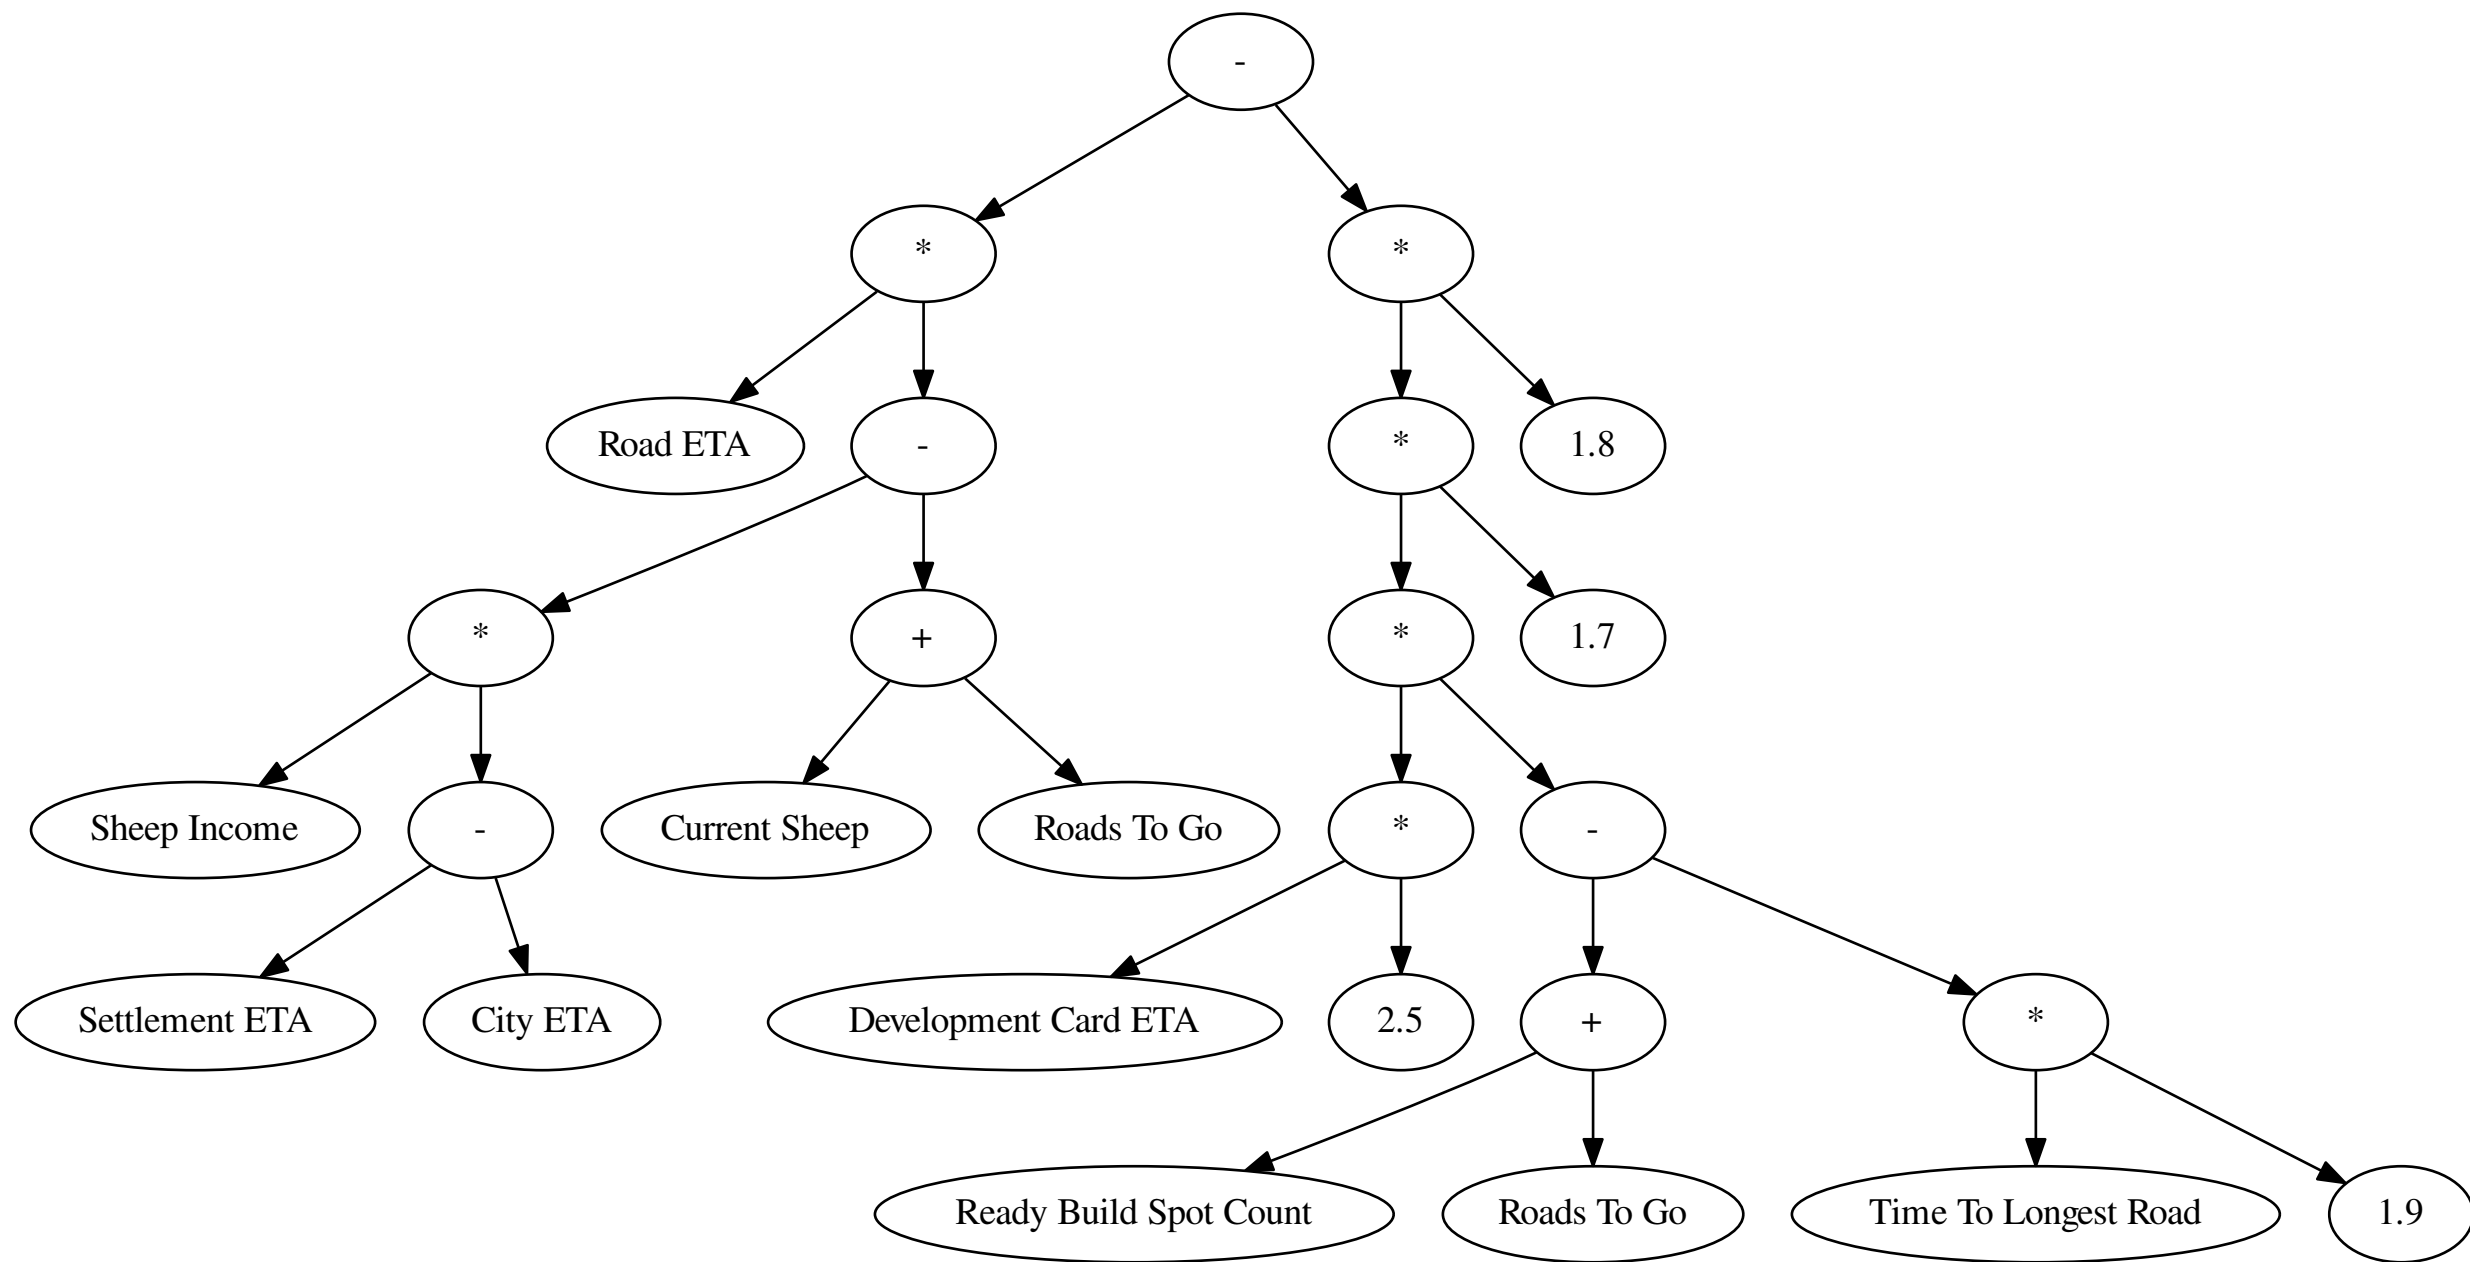 -
*
*
Road ETA
-
*
1.8
*
+
*
1.7
Sheep Income
-
Current Sheep
Roads To Go
*
-
Settlement ETA
City ETA
Development Card ETA
2.5
+
*
Ready Build Spot Count
Roads To Go
Time To Longest Road
1.9